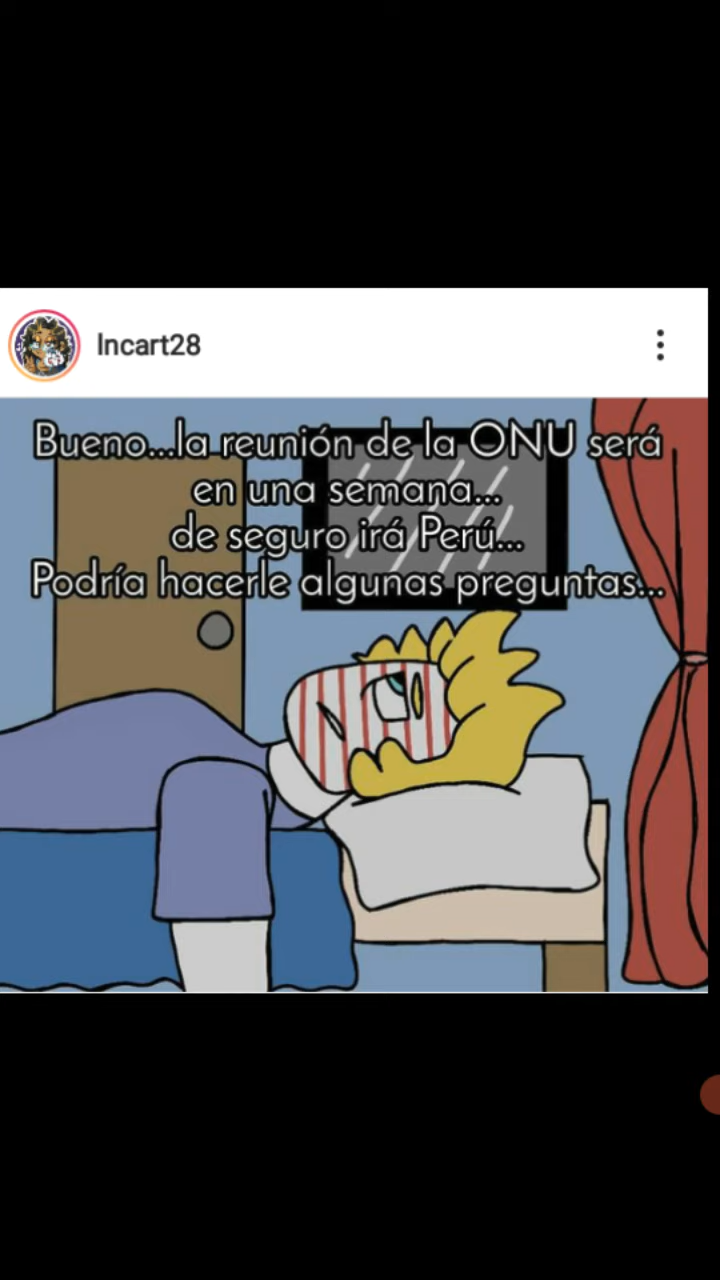 Incart28
Bueno...la reunión de la ONU será
en una semana...
de seguro irá Perú...
Podría hacerle algunas preguntas...